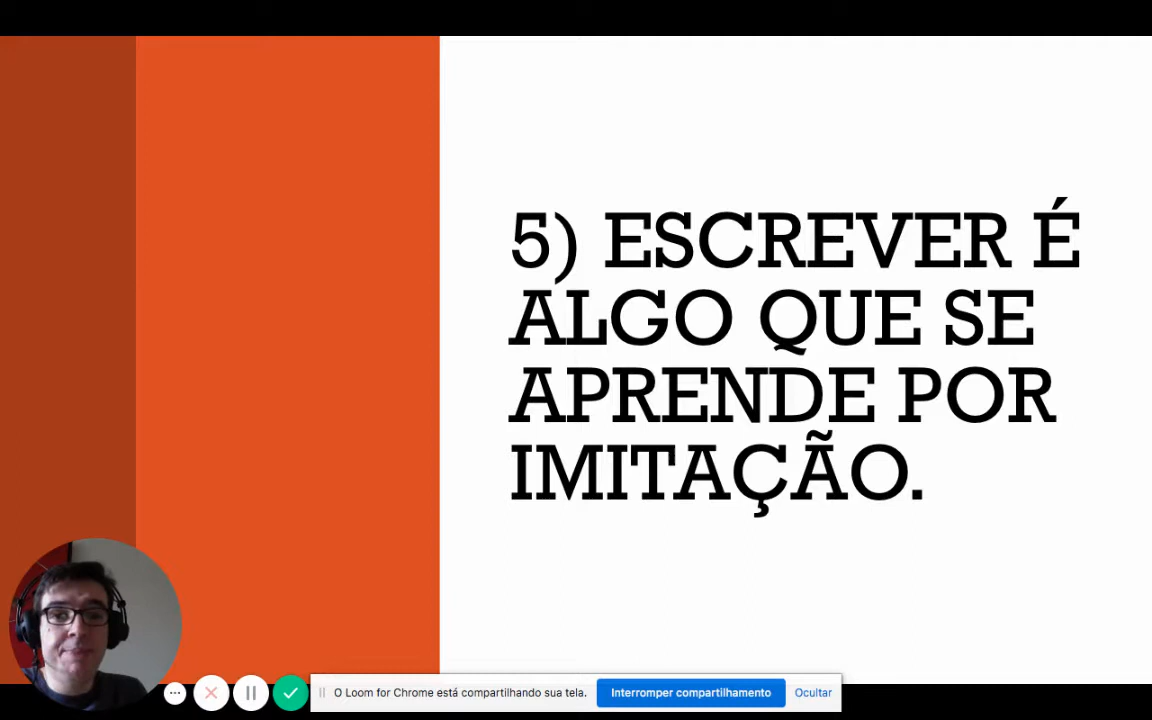 5) ESCREVER É
ALGO QUE SE
APRENDE POR
IMITAÇÃO.
O Loom for Chrome está compartilhando sua tela. Interromper compartilhamento Ocultar